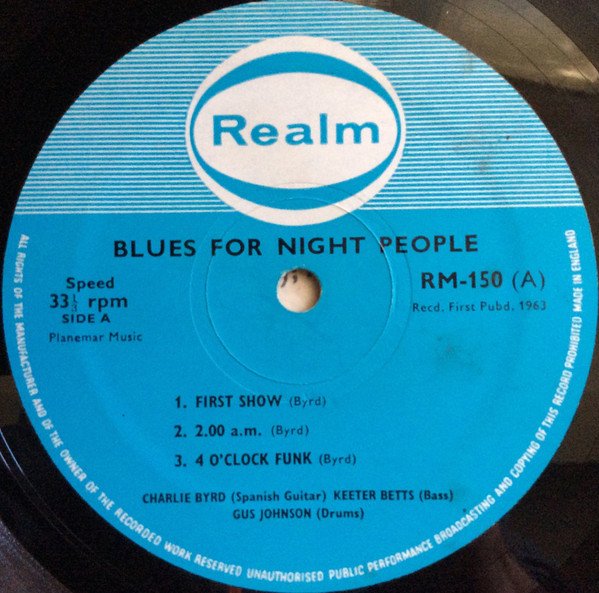 Realm
BLUES FOR NIGHT PEOPLE
Speed
33⅓ rpm
SIDE A
Planemar Music
RM-150 (A)
Recd. First Pubd. 1963
1. FIRST SHOW (Byrd)
2. 2.00 a.m. (Byrd)
3. 4 O'CLOCK FUNK (Byrd)
CHARLIE BYRD (Spanish Guitar) KEETER BETTS (Bass)
GUS JOHNSON (Drums)
ALL RIGHTS OF THE MANUFACTURER AND OF THE OWNER OF THE RECORDED WORK RESERVED UNAUTHORISED PUBLIC PERFORMANCE BROADCASTING AND COPYING OF THIS RECORD PROHIBITED MADE IN ENGLAND